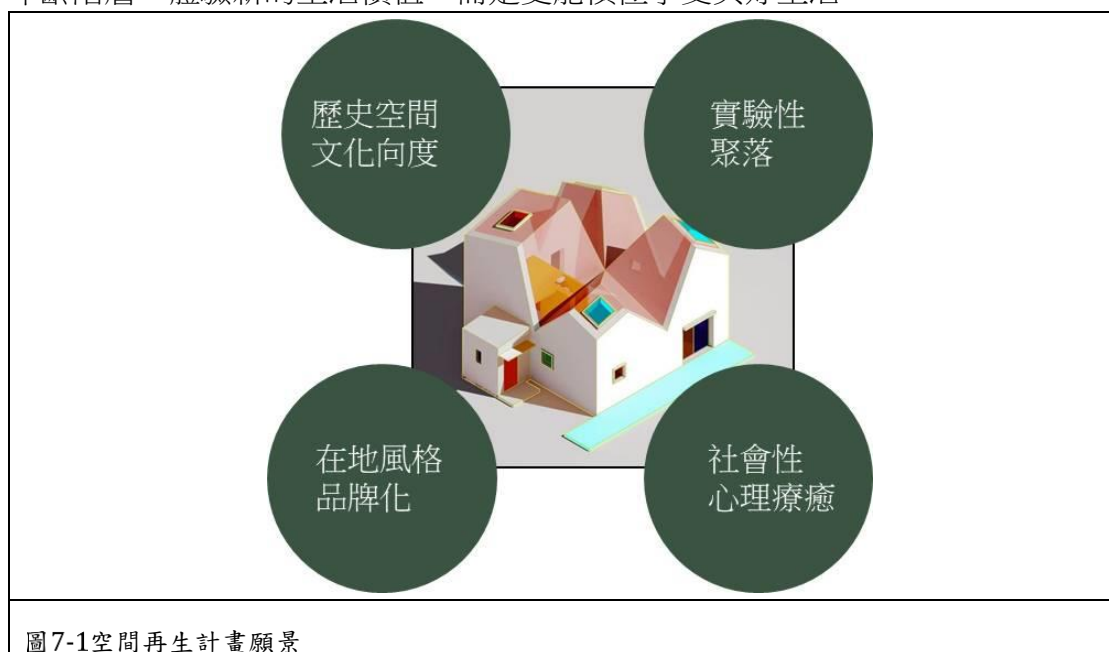 歷史空間
文化向度
實驗性
聚落
在地風格
品牌化
社會性
心理療癒
圖7-1空間再生計畫願景